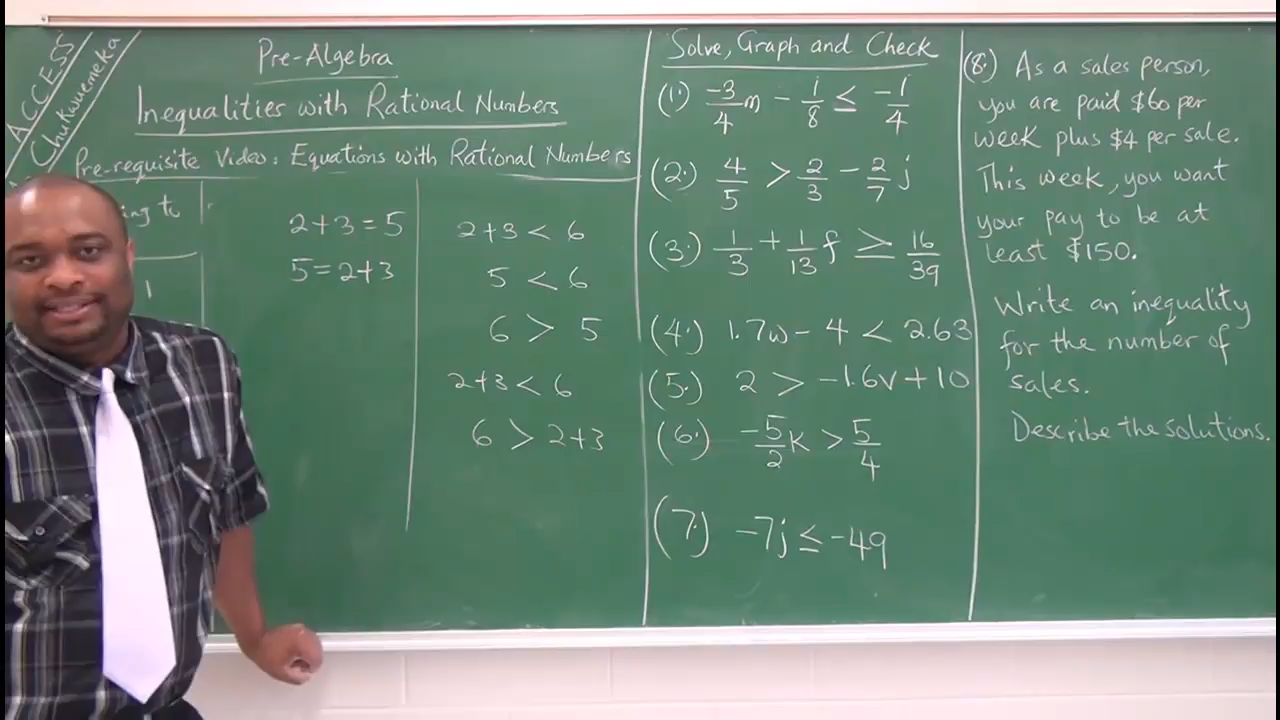 ACCESS
Chukwuemeka
Pre-Algebra
Inequalities with Rational Numbers
Pre-requisite Video: Equations with Rational Numbers
to
2+3=5
5=2+3
2+3 < 6
5 < 6
6 > 5
2+3 < 6
6 > 2+3
Solve, Graph and Check
(1.) -3/4 m - 1/8 ≤ -1/4
(2.) 4/5 > 2/3 - 2/7 j
(3.) 1/3 + 1/13 f ≥ 16/39
(4.) 1.7w - 4 < 2.63
(5.) 2 > -1.6v + 10
(6.) -5/2 k > 5/4
(7.) -7j ≤ -49
(8.) As a sales person,
you are paid $60 per
week plus $4 per sale.
This week, you want
your pay to be at
least $150.
Write an inequality
for the number of
sales.
Describe the solutions.